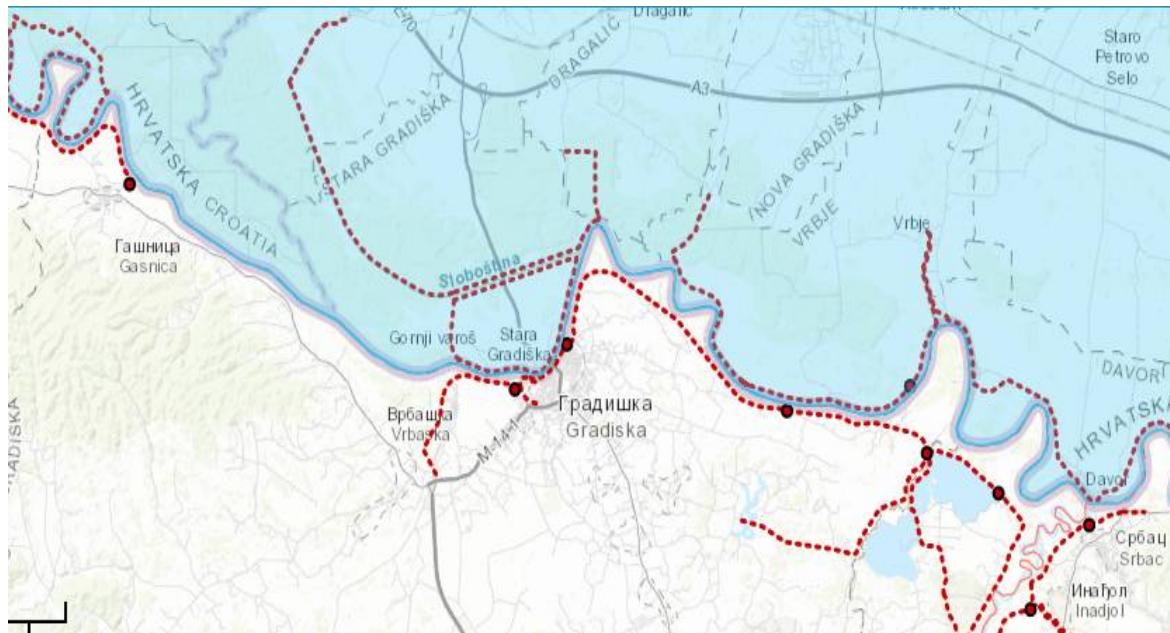 Dragalić
E70
DRAGALIĆ
Staro
Petrovo
Selo
A3
HRVATSKA CROATIA
STARA GRADIŠKA
NOVA GRADIŠKA
VRBJE
Vrbje
Гашница
Gasnica
Sloboština
Gornji varoš
Stara
Gradiška
DAVOR
HRVATSKA
Градишка
Gradiska
Врбашка
Vrbaska
M-14-1
Davor
Србац
Srbac
Инађол
Inadjol